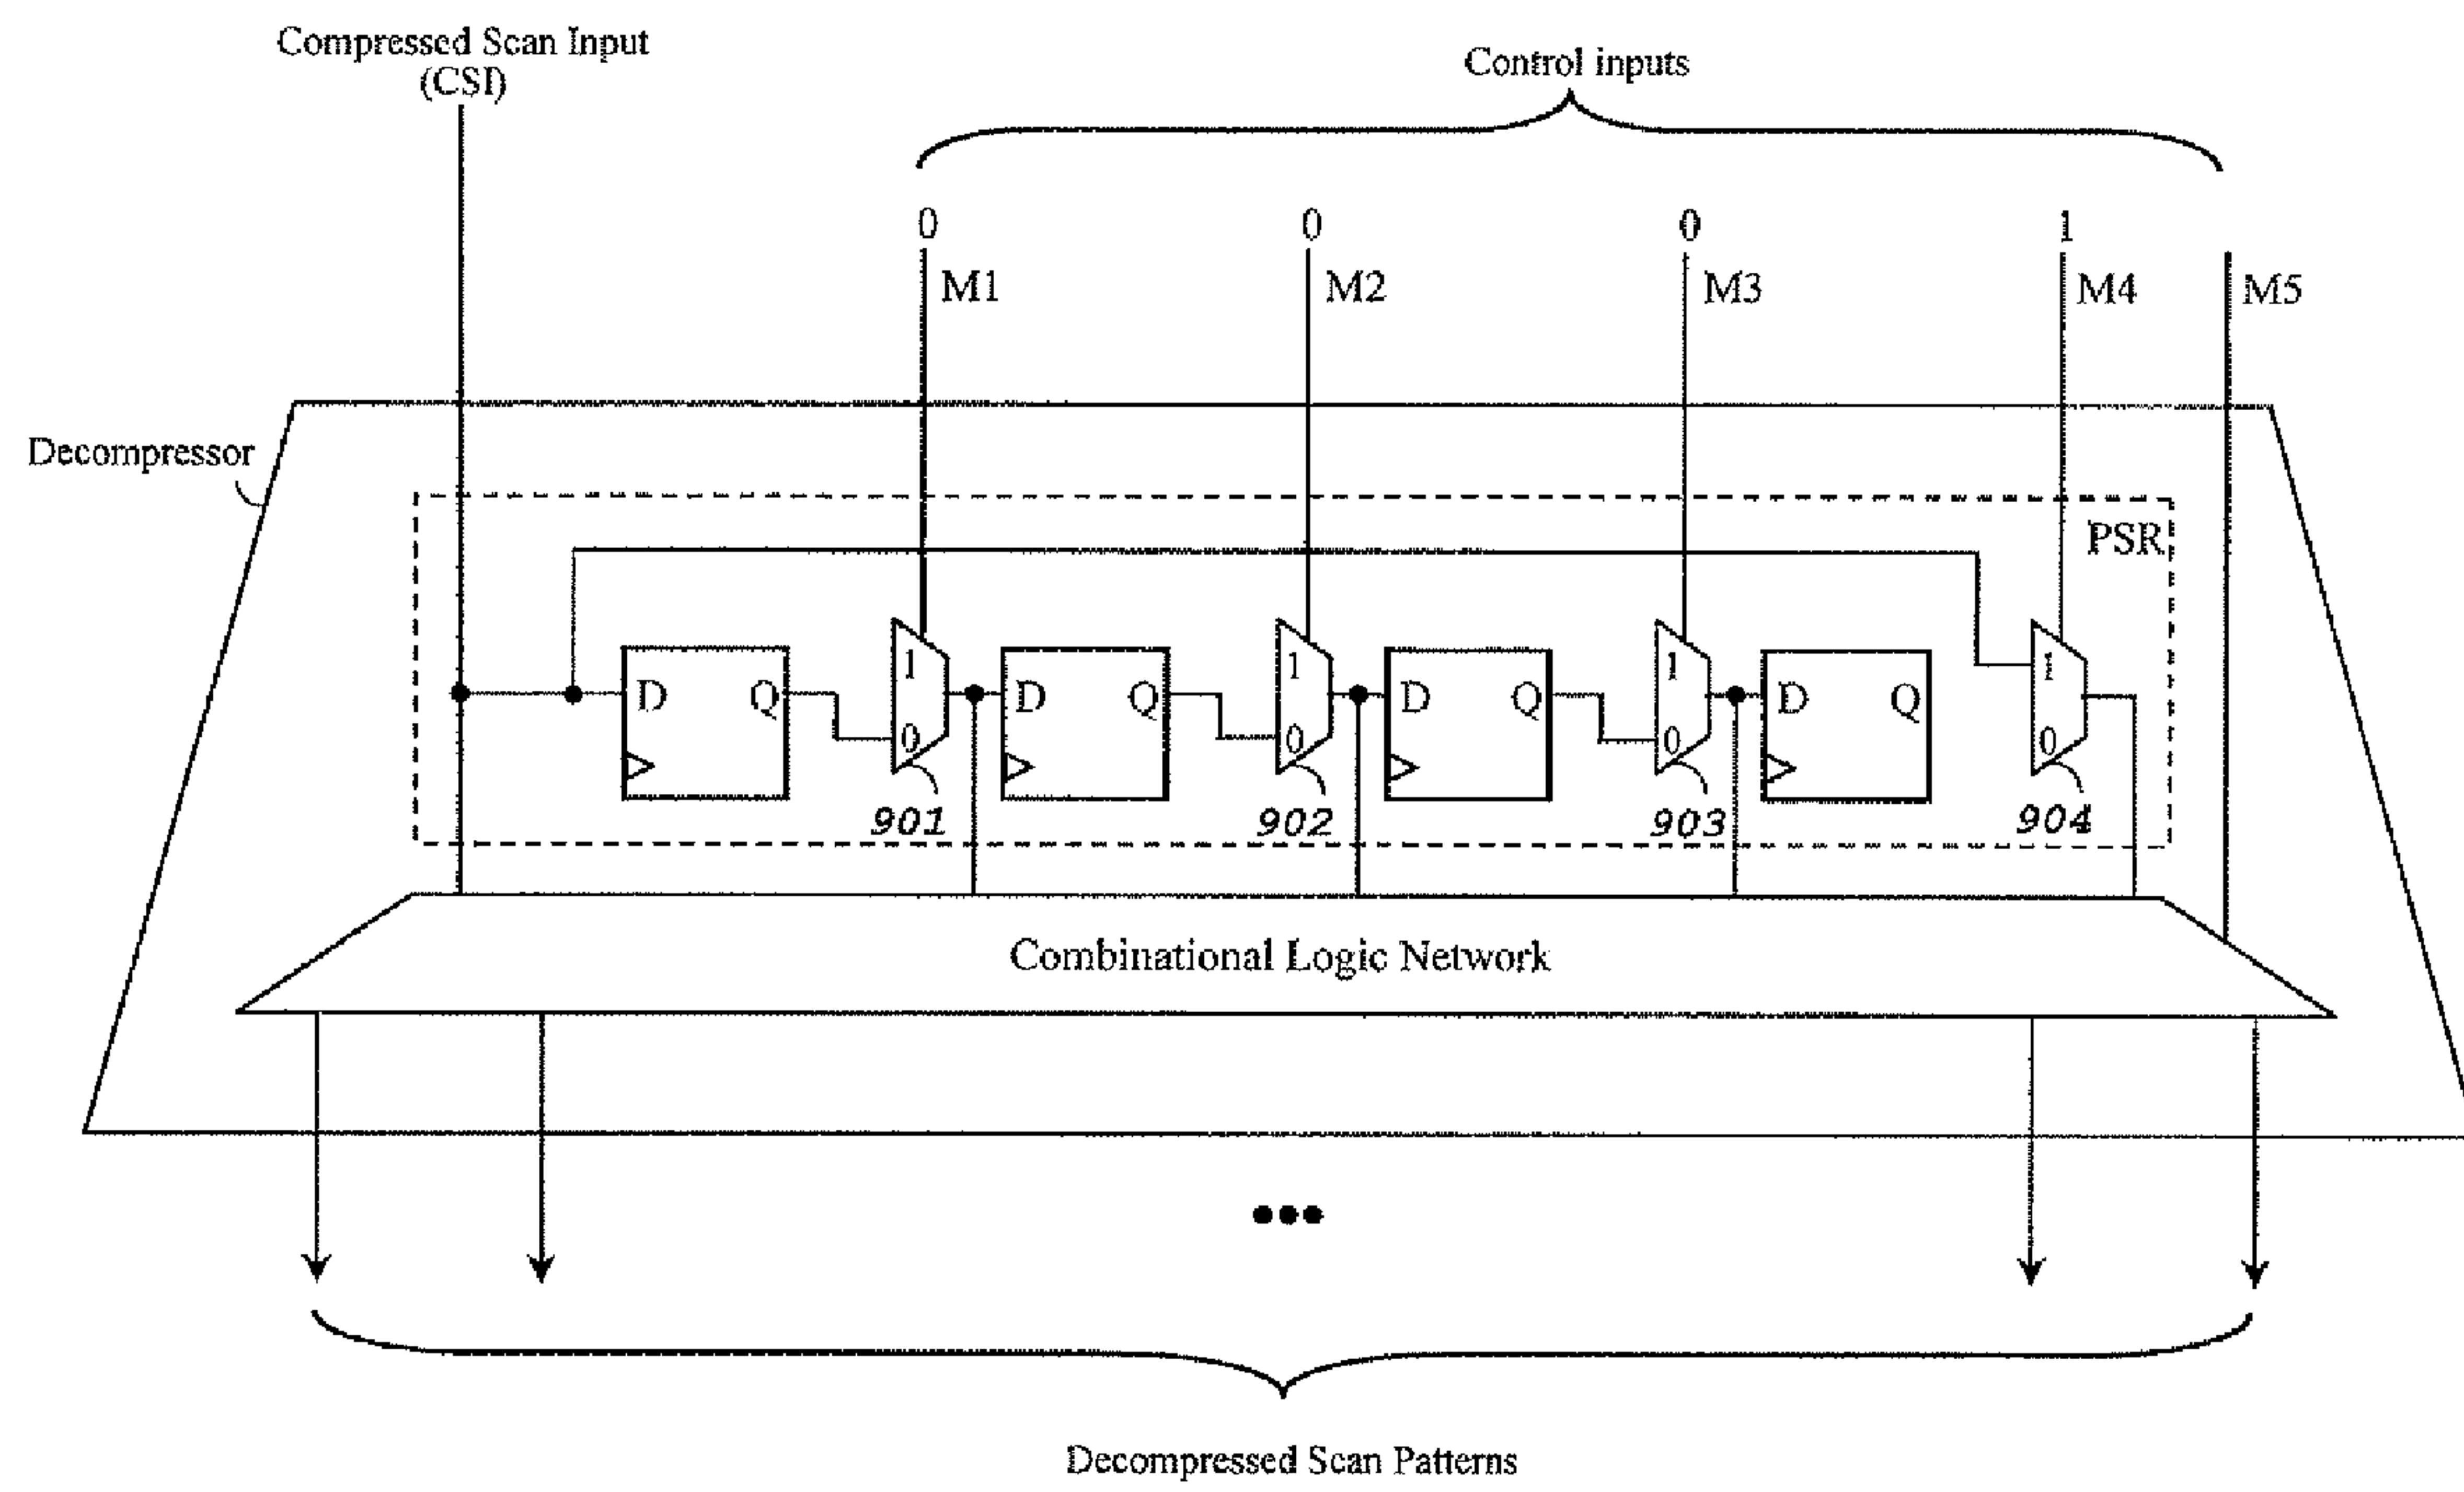 Compressed Scan Input
(CSI)
Control inputs
0 0 0 1
M1 M2 M3 M4 M5
Decompressor
PSR
D Q 1 0 D Q 1 0 D Q 1 0 D Q 1 0
901 902 903 904
Combinational Logic Network
Decompressed Scan Patterns